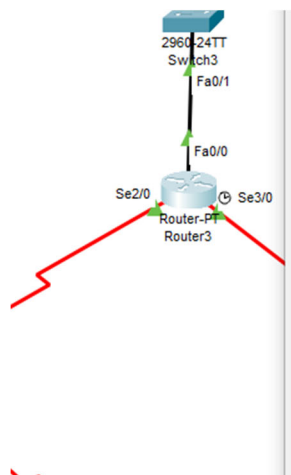 2960-24TT
Switch3
Fa0/1
Fa0/0
Se2/0
Se3/0
Router-PT
Router3